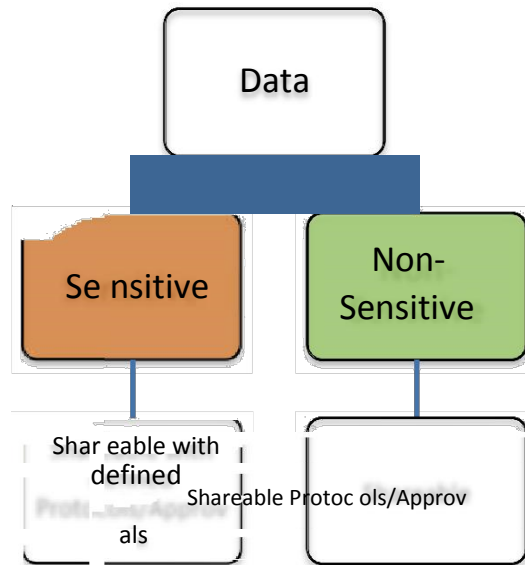 Data
Se nsitive
Non-
Sensitive
Shar eable with
defined
Shareable Protoc ols/Approv
als